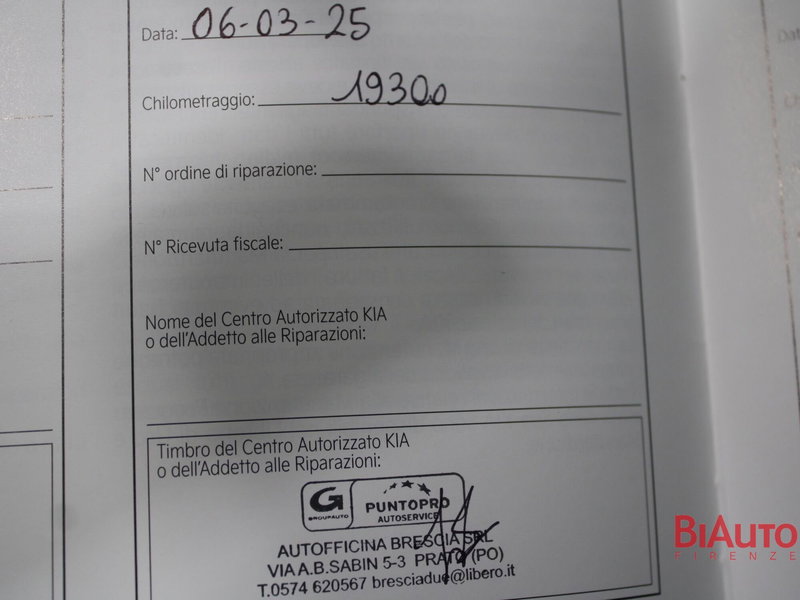 Data: 06-03-25
Chilometraggio: 19300
N° ordine di riparazione:
N° Ricevuta fiscale:
Nome del Centro Autorizzato KIA
o dell'Addetto alle Riparazioni:
Timbro del Centro Autorizzato KIA
o dell'Addetto alle Riparazioni:
G GROUPAUTO PUNTOPRO
AUTOSERVICE
AUTOFFICINA BRESCIA SRL
VIA A.B.SABIN 5-3 PRATO (PO)
T.0574 620567 bresciadue@libero.it
BIAUTO
FIRENZE